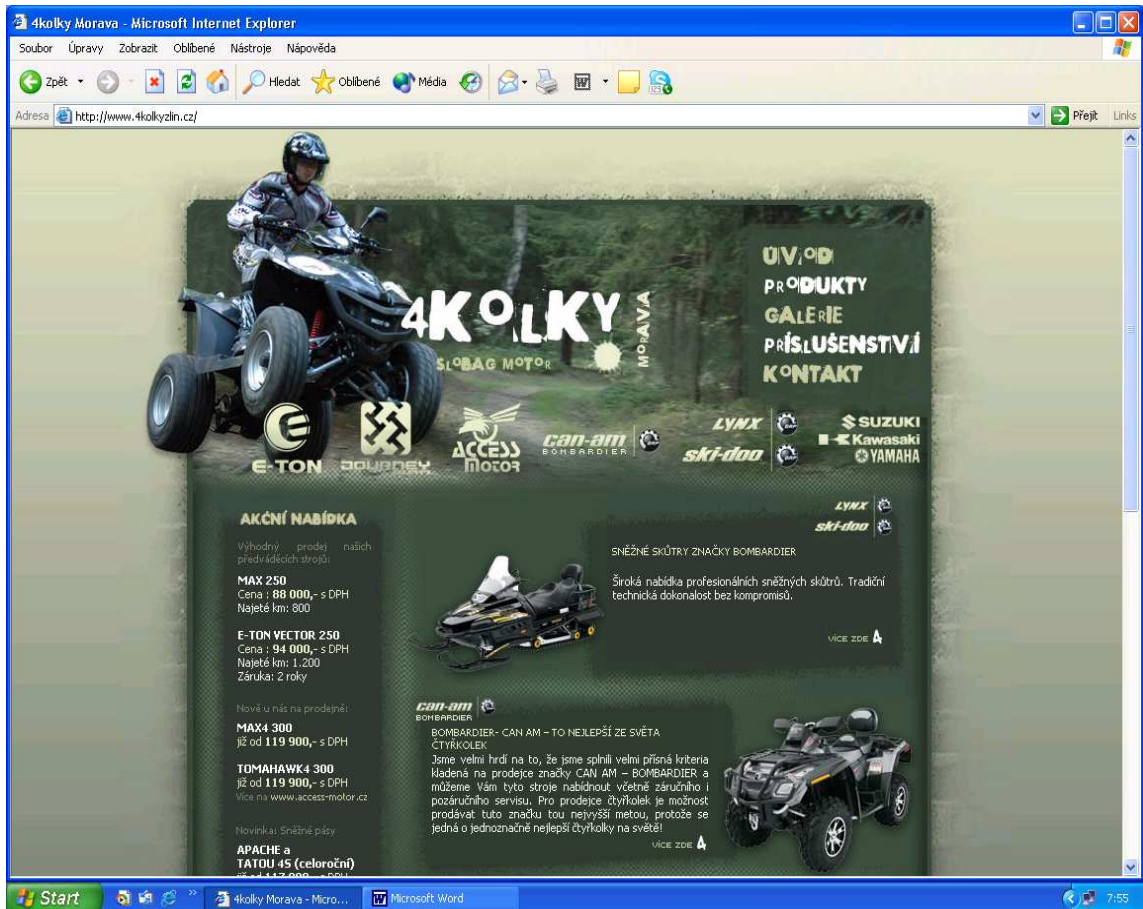 4kolky Morava - Microsoft Internet Explorer
Soubor Úpravy Zobrazit Oblíbené Nástroje Nápověda
Zpět Hledat Oblíbené Média
Adresa http://www.4kolkyzlin.cz/ Přejít Links
ÚVOD
PRODUKTY
GALERIE
PŘÍSLUŠENSTVÍ
KONTAKT
4KOLKY MORAVA
SLOBAG MOTOR
E-TON
JOURNEY
ACCESS MOTOR
can-am
BOMBARDIER
LYNX
ski-doo
SUZUKI
Kawasaki
YAMAHA
AKČNÍ NABÍDKA
Výhodný prodej našich
předváděcích strojů:
MAX 250
Cena : 88 000,- s DPH
Najeté km: 800
E-TON VECTOR 250
Cena : 94 000,- s DPH
Najeté km: 1.200
Záruka: 2 roky
Nově u nás na prodejně:
MAX4 300
již od 119 900,- s DPH
TOMAHAWK4 300
již od 119 900,- s DPH
Více na www.access-motor.cz
Novinka: Sněžné pásy
APACHE a
TATOU 4S (celoroční)
již od 117 000,- s DPH
LYNX
ski-doo
SNĚŽNÉ SKŮTRY ZNAČKY BOMBARDIER
Široká nabídka profesionálních sněžných skůtrů. Tradiční
technická dokonalost bez kompromisů.
VÍCE ZDE 4
can-am
BOMBARDIER
BOMBARDIER- CAN AM – TO NEJLEPŠÍ ZE SVĚTA
ČTYŘKOLEK
Jsme velmi hrdí na to, že jsme splnili velmi přísná kriteria
kladená na prodejce značky CAN AM – BOMBARDIER a
můžeme Vám tyto stroje nabídnout včetně záručního i
pozáručního servisu. Pro prodejce čtyřkolek je možnost
prodávat tuto značku tou nejvyšší metou, protože se
jedná o jednoznačně nejlepší čtyřkolky na světě!
VÍCE ZDE 4
Start 4kolky Morava - Micro... Microsoft Word 7:55